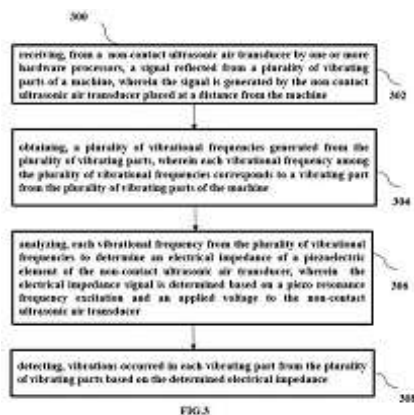 300
receiving, from a non-contact ultrasonic air transducer by one or more
hardware processors, a signal reflected from a plurality of vibrating
parts of a machine, wherein the signal is generated by the non contact
ultrasonic air transducer placed at a distance from the machine
302
obtaining, a plurality of vibrational frequencies generated from the
plurality of vibrating parts, wherein each vibrational frequency among
the plurality of vibrational frequencies corresponds to a vibrating part
from the plurality of vibrating parts of the machine
304
analyzing, each vibrational frequency from the plurality of vibrational
frequencies to determine an electrical impedance of a piezoelectric
element of the non-contact ultrasonic air transducer, wherein the
electrical impedance signal is determined based on a piezo resonance
frequency excitation and an applied voltage to the non-contact
ultrasonic air transducer
306
detecting, vibrations occurred in each vibrating part from the plurality
of vibrating parts based on the determined electrical impedance
308
FIG.3